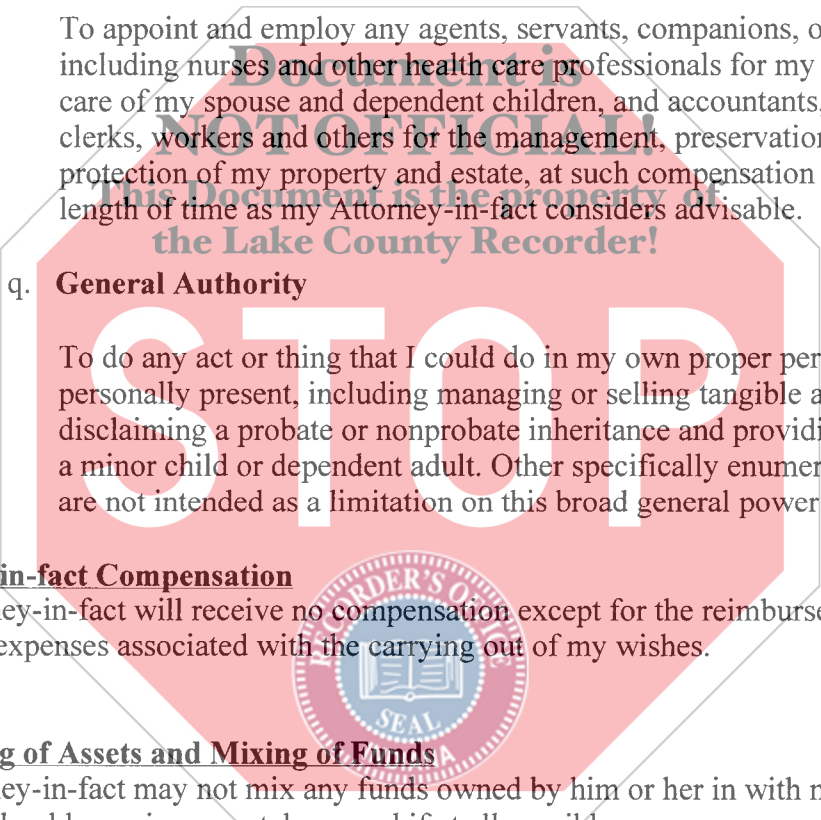 To appoint and employ any agents, servants, companions, o
including nurses and other health care professionals for my
Document is
care of my spouse and dependent children, and accountants,
NOT OFFICIAL!
clerks, workers and others for the management, preservation
protection of my property and estate, at such compensation
This Document is the property of
length of time as my Attorney-in-fact considers advisable.
the Lake County Recorder!
q. General Authority
STOP
To do any act or thing that I could do in my own proper per
personally present, including managing or selling tangible a
disclaiming a probate or nonprobate inheritance and providi
a minor child or dependent adult. Other specifically enumer
are not intended as a limitation on this broad general power
in-fact Compensation
RECORDER'S OFFICE
ey-in-fact will receive no compensation except for the reimburse
expenses associated with the carrying out of my wishes.
SEAL
INDIANA
g of Assets and Mixing of Funds
ey-in-fact may not mix any funds owned by him or her in with